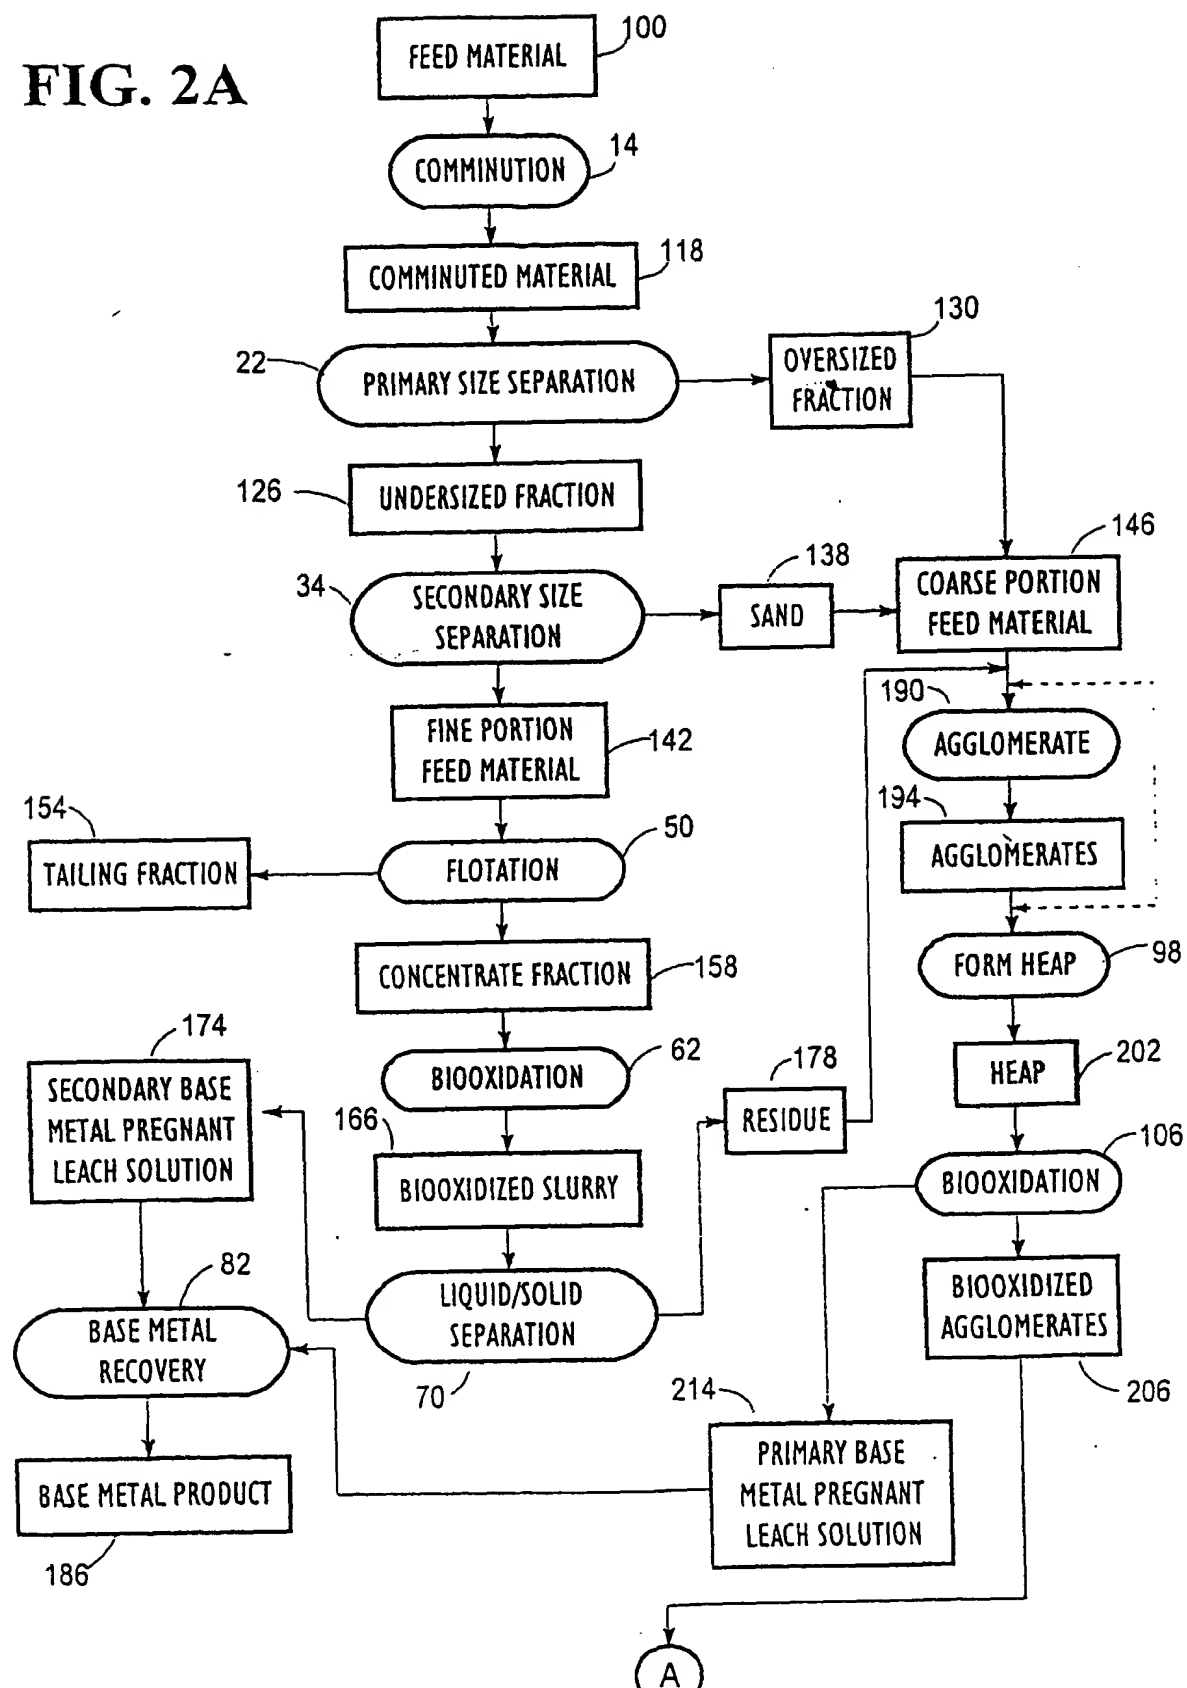 FIG. 2A
100
FEED MATERIAL
14
COMMINUTION
118
COMMINUTED MATERIAL
130
22
PRIMARY SIZE SEPARATION
OVERSIZED
FRACTION
126
UNDERSIZED FRACTION
146
138
34
SECONDARY SIZE
SEPARATION
SAND
COARSE PORTION
FEED MATERIAL
190
FINE PORTION
FEED MATERIAL
142
AGGLOMERATE
194
154
50
TAILING FRACTION
FLOTATION
AGGLOMERATES
CONCENTRATE FRACTION
158
FORM HEAP
98
174
62
178
HEAP
202
SECONDARY BASE
METAL PREGNANT
LEACH SOLUTION
BIOOXIDATION
RESIDUE
166
106
BIOOXIDIZED SLURRY
BIOOXIDATION
82
LIQUID/SOLID
SEPARATION
BIOOXIDIZED
AGGLOMERATES
BASE METAL
RECOVERY
70
214
206
PRIMARY BASE
METAL PREGNANT
LEACH SOLUTION
BASE METAL PRODUCT
186
A